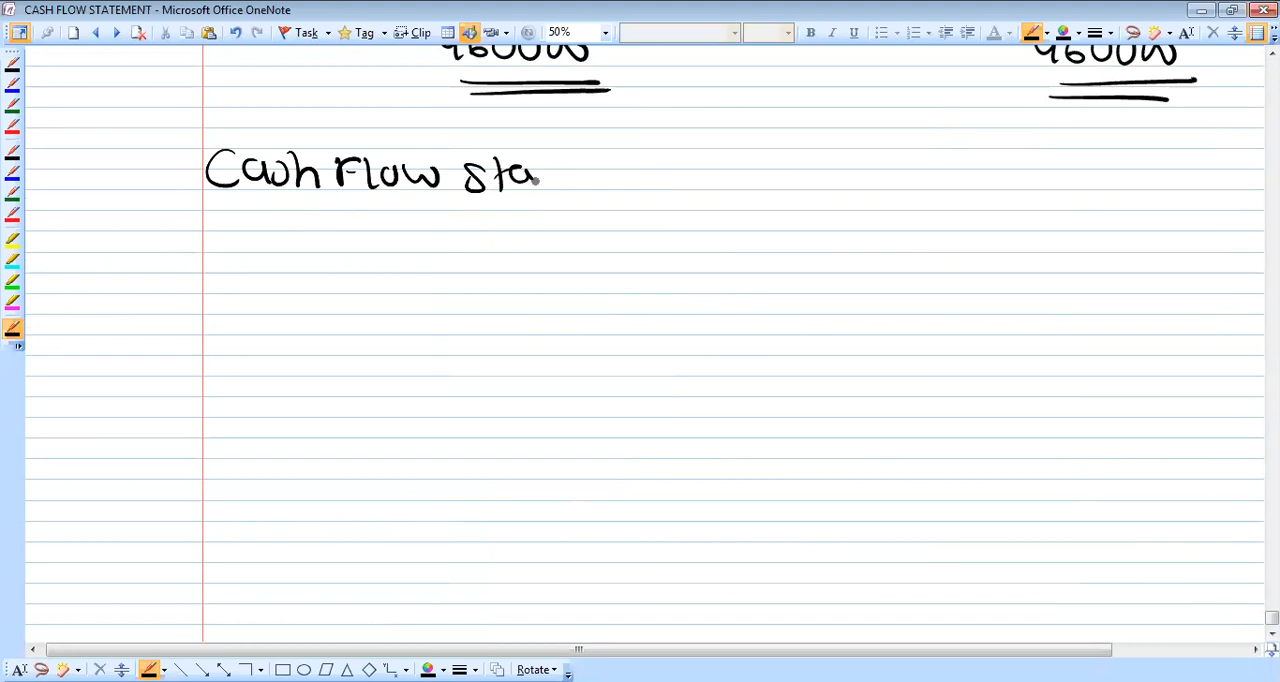 CASH FLOW STATEMENT - Microsoft Office OneNote
Task Tag Clip 50% B I U A A
Cash Flow sta
A Rotate